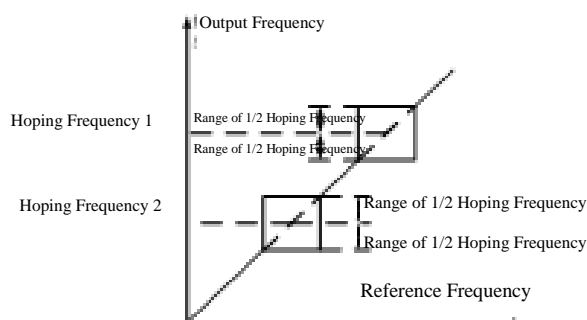 Output Frequency
Hoping Frequency 1
Range of 1/2 Hoping Frequency
Range of 1/2 Hoping Frequency
Hoping Frequency 2
Range of 1/2 Hoping Frequency
Range of 1/2 Hoping Frequency
Reference Frequency